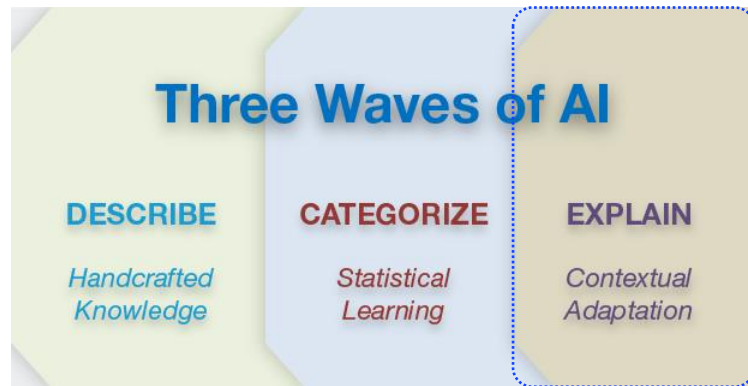 Three Waves of AI
DESCRIBE
Handcrafted
Knowledge
CATEGORIZE
Statistical
Learning
EXPLAIN
Contextual
Adaptation